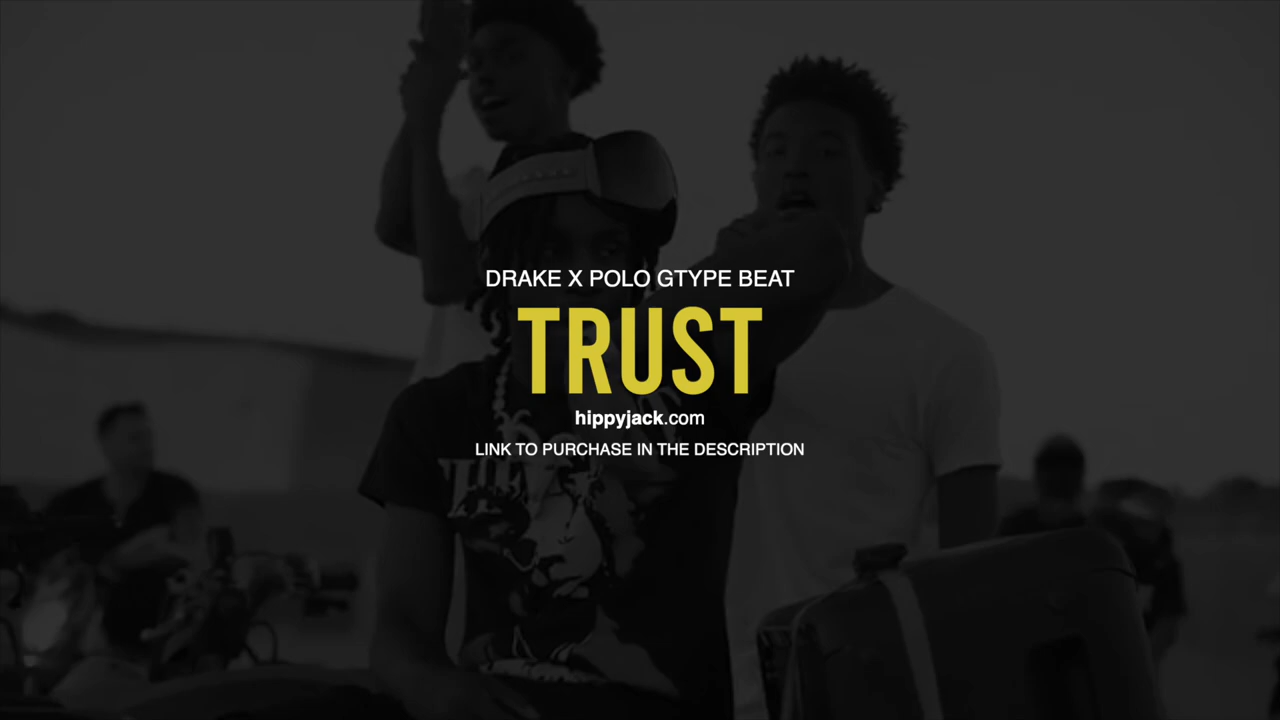 DRAKE X POLO GTYPE BEAT
TRUST
hippyjack.com
LINK TO PURCHASE IN THE DESCRIPTION